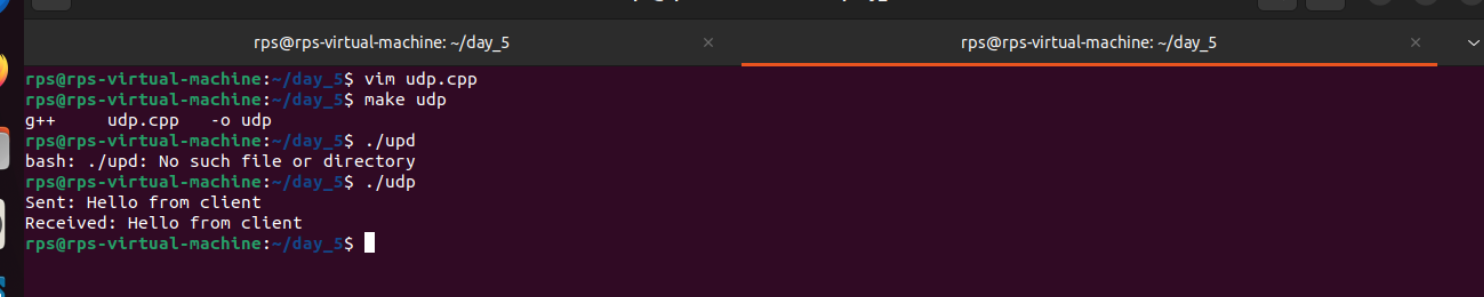 rps@rps-virtual-machine: ~/day_5
rps@rps-virtual-machine: ~/day_5
rps@rps-virtual-machine:~/day_5$ vim udp.cpp
rps@rps-virtual-machine:~/day_5$ make udp
g++     udp.cpp   -o udp
rps@rps-virtual-machine:~/day_5$ ./upd
bash: ./upd: No such file or directory
rps@rps-virtual-machine:~/day_5$ ./udp
Sent: Hello from client
Received: Hello from client
rps@rps-virtual-machine:~/day_5$